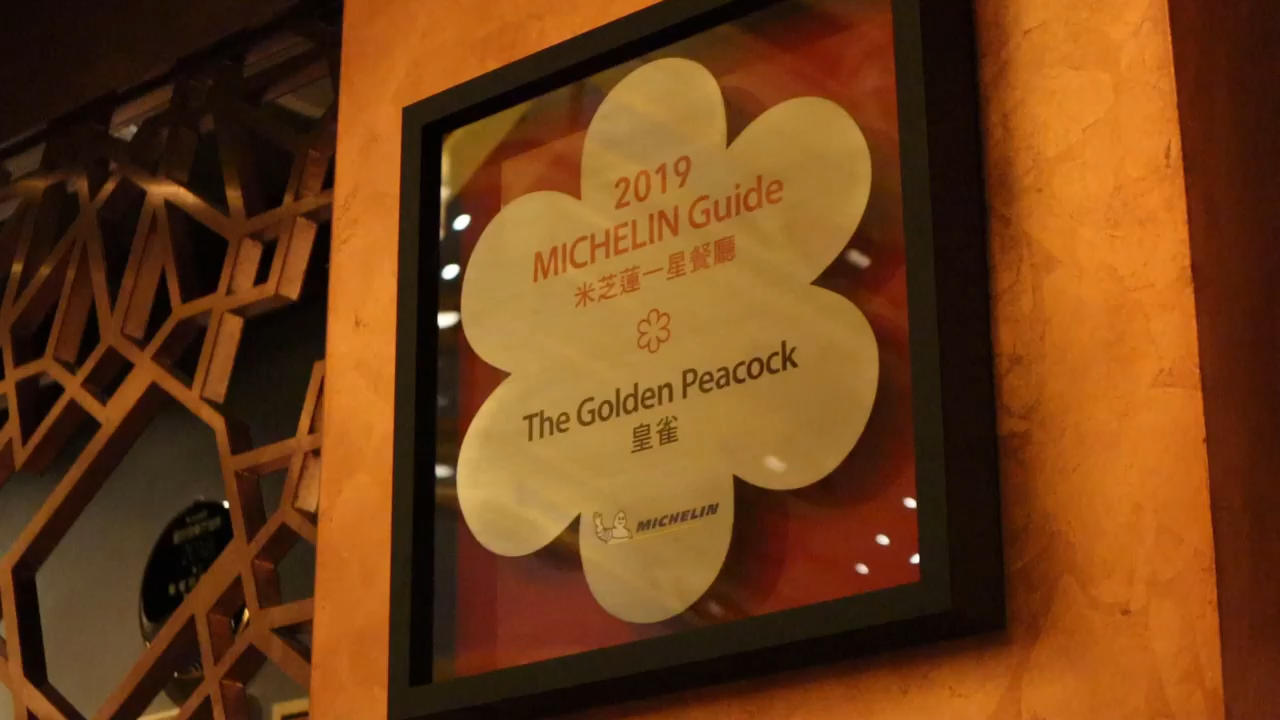 2019
MICHELIN Guide
米芝蓮一星餐廳
The Golden Peacock
皇雀
MICHELIN